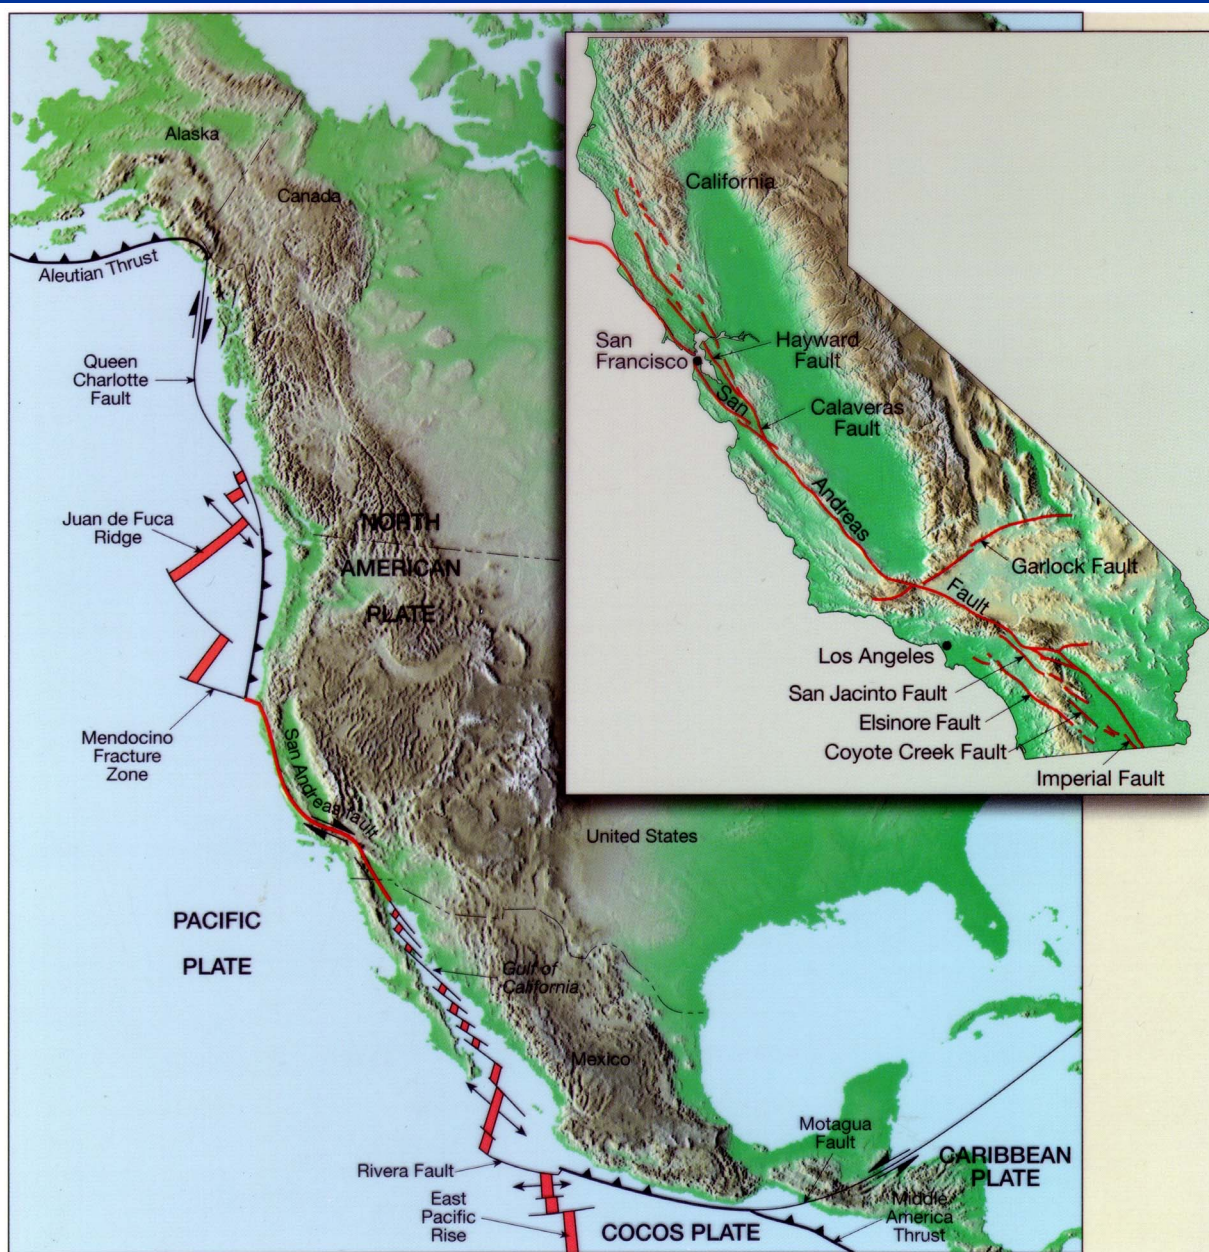 Alaska
Canada
Aleutian Thrust
Queen
Charlotte
Fault
Juan de Fuca
Ridge
NORTH
AMERICAN
PLATE
Mendocino
Fracture
Zone
San Andreas fault
United States
PACIFIC
PLATE
Gulf of
California
Mexico
Motagua
Fault
CARIBBEAN
PLATE
Rivera Fault
East
Pacific
Rise
COCOS PLATE
Middle
America
Thrust
California
San
Francisco
Hayward
Fault
Calaveras
Fault
San
Andreas
Fault
Garlock Fault
Los Angeles
San Jacinto Fault
Elsinore Fault
Coyote Creek Fault
Imperial Fault